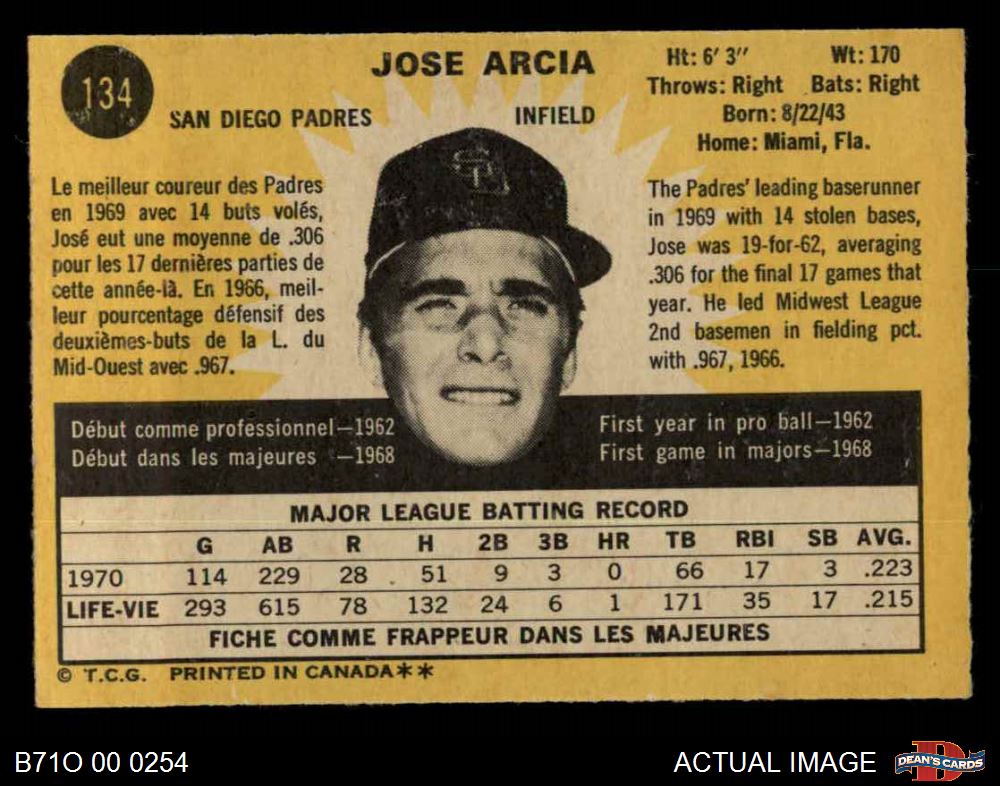 134
JOSE ARCIA
SAN DIEGO PADRES INFIELD
Ht: 6' 3" Wt: 170
Throws: Right Bats: Right
Born: 8/22/43
Home: Miami, Fla.
Le meilleur coureur des Padres
en 1969 avec 14 buts volés,
José eut une moyenne de .306
pour les 17 dernières parties de
cette année-là. En 1966, meil-
leur pourcentage défensif des
deuxièmes-buts de la L. du
Mid-Ouest avec .967.
The Padres' leading baserunner
in 1969 with 14 stolen bases,
Jose was 19-for-62, averaging
.306 for the final 17 games that
year. He led Midwest League
2nd basemen in fielding pct.
with .967, 1966.
Début comme professionnel—1962
Début dans les majeures —1968
First year in pro ball—1962
First game in majors—1968
MAJOR LEAGUE BATTING RECORD
G AB R H 2B 3B HR TB RBI SB AVG.
1970 114 229 28 51 9 3 0 66 17 3 .223
LIFE-VIE 293 615 78 132 24 6 1 171 35 17 .215
FICHE COMME FRAPPEUR DANS LES MAJEURES
© T.C.G. PRINTED IN CANADA**
B71O 00 0254
ACTUAL IMAGE
DEAN'S CARDS